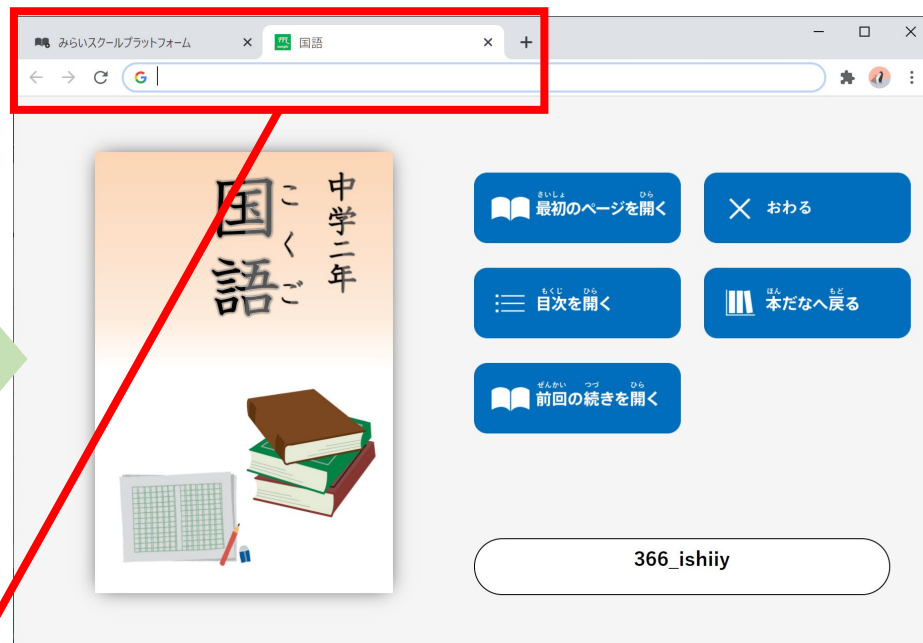 みらいスクールプラットフォーム
国語
中学二年
こくご
国語
さいしょ ひら
最初のページを開く
おわる
もくじ ひら
目次を開く
ほん もど
本だなへ戻る
ぜんかい つづ ひら
前回の続きを開く
366_ishiiy